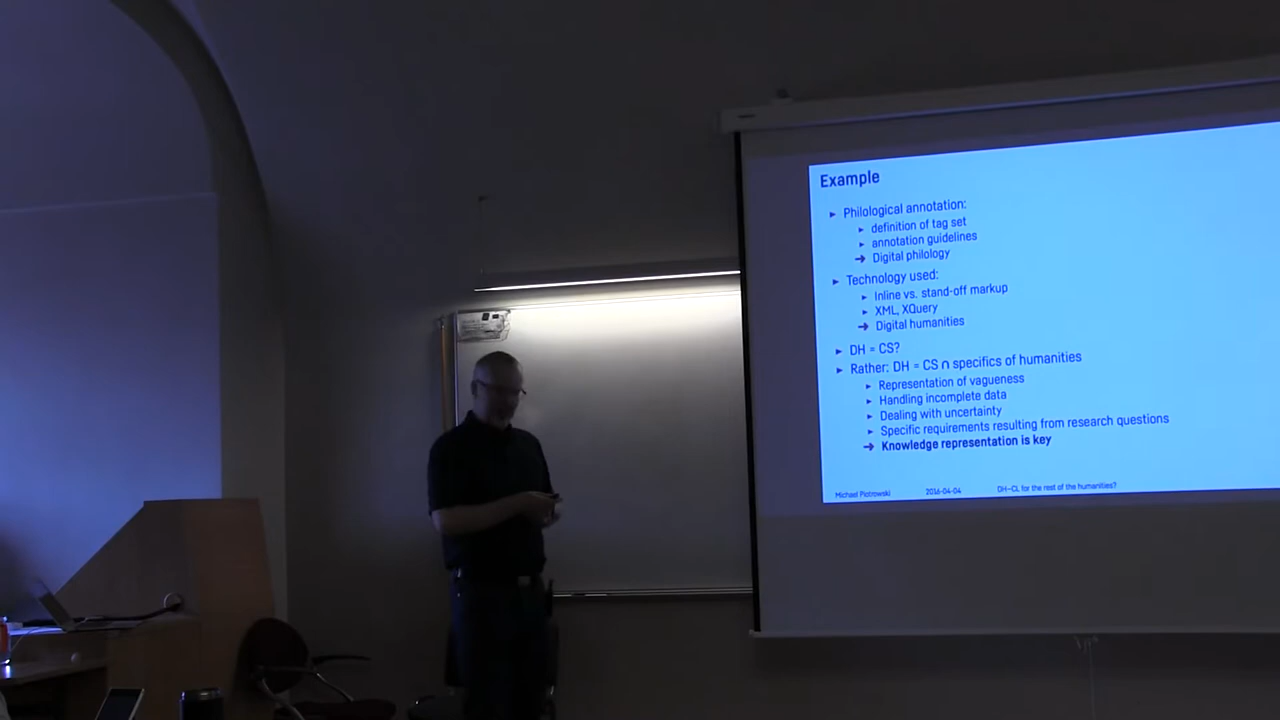 Example
► Philological annotation:
► definition of tag set
► annotation guidelines
➔ Digital philology
► Technology used:
► Inline vs. stand-off markup
► XML, XQuery
➔ Digital humanities
► DH = CS?
► Rather: DH = CS ∩ specifics of humanities
► Representation of vagueness
► Handling incomplete data
► Dealing with uncertainty
► Specific requirements resulting from research questions
➔ Knowledge representation is key
Michael Piotrowski 2016-04-04 DH–CL for the rest of the humanities?